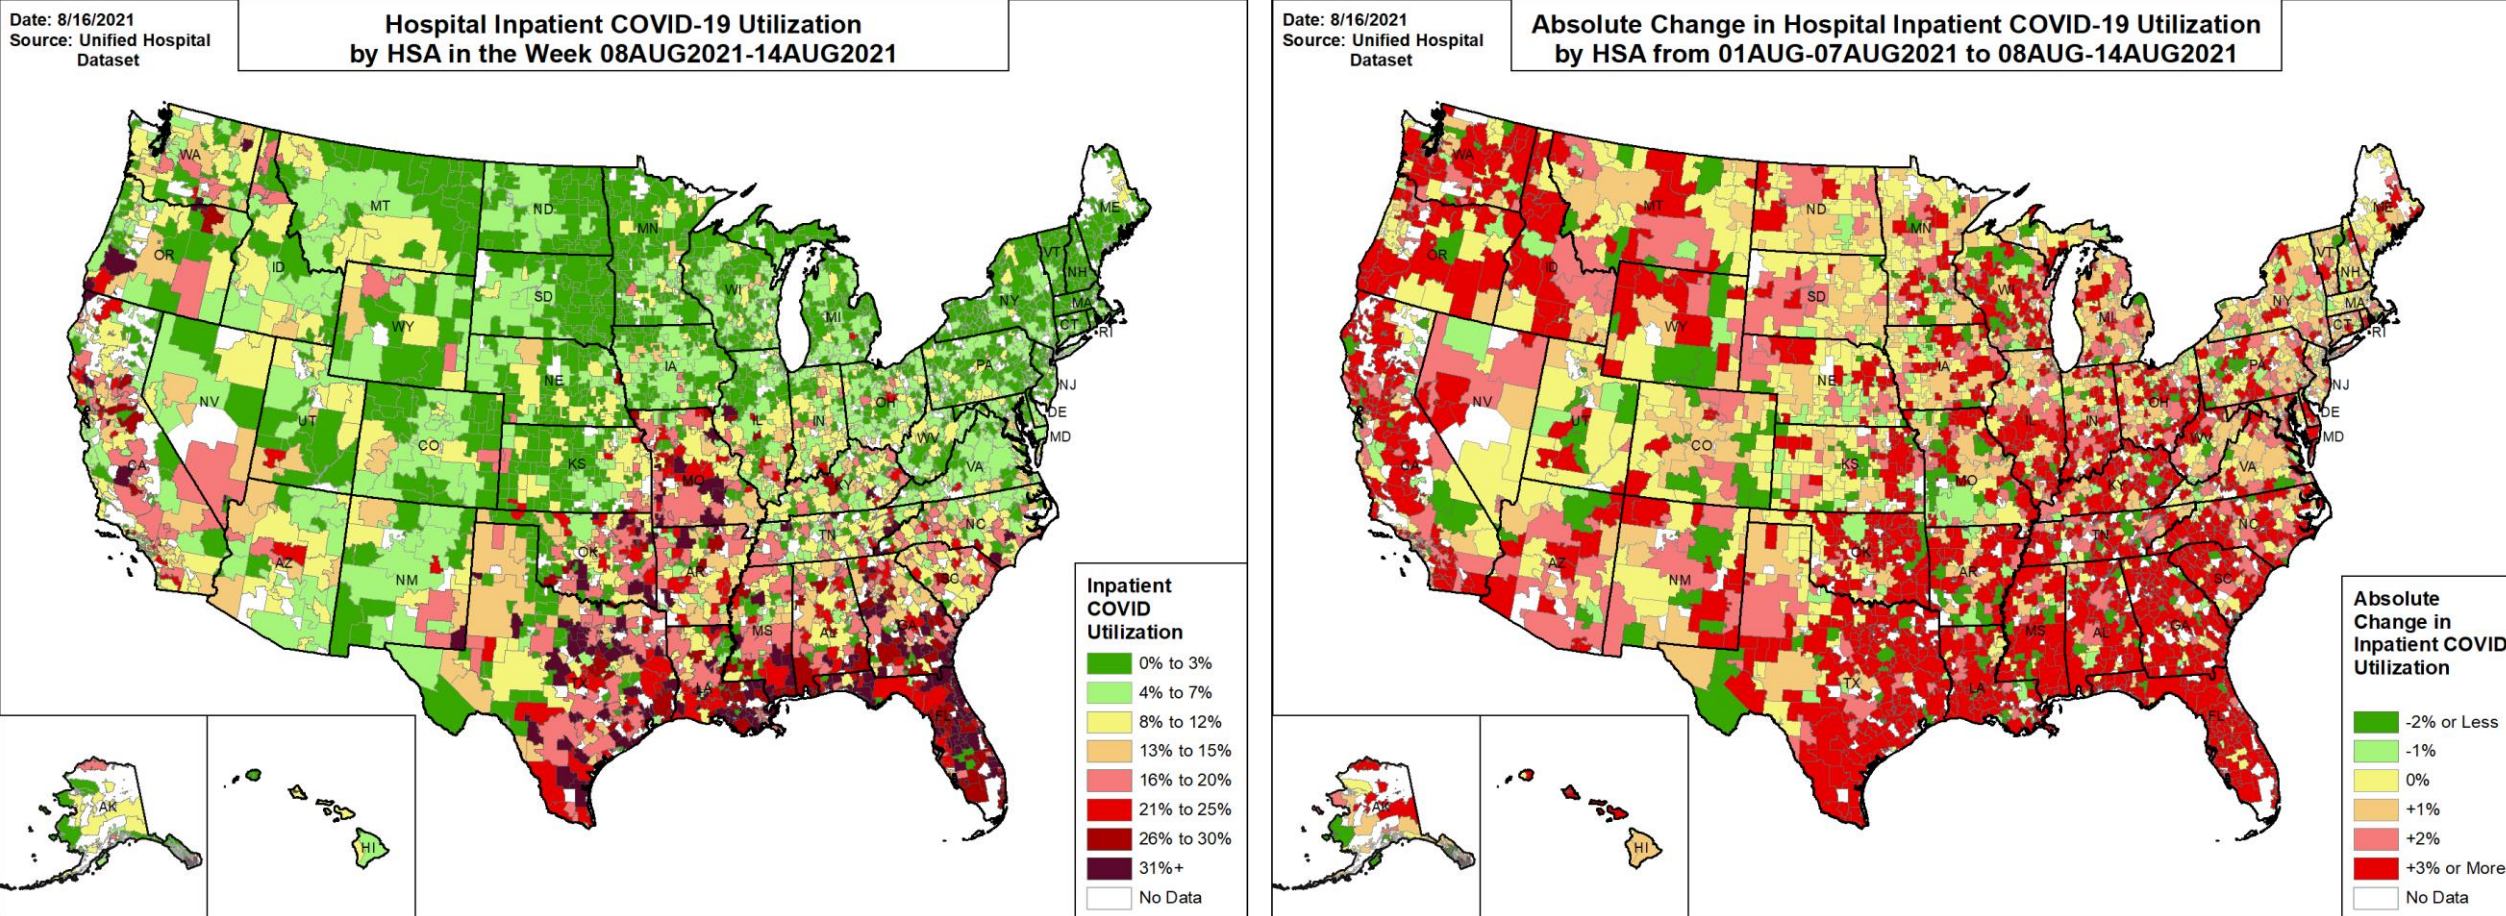 Date: 8/16/2021
Source: Unified Hospital
Dataset
Hospital Inpatient COVID-19 Utilization
by HSA in the Week 08AUG2021-14AUG2021
WA
MT
ND
MN
ME
OR
ID
WY
SD
WI
MI
NY
VT
NH
MA
CT
RI
NV
UT
CO
NE
IA
IL
IN
OH
PA
NJ
DE
MD
WV
VA
CA
KS
MO
KY
NC
TN
AZ
NM
OK
AR
SC
MS
AL
GA
TX
LA
FL
AK
HI
Inpatient
COVID
Utilization
0% to 3%
4% to 7%
8% to 12%
13% to 15%
16% to 20%
21% to 25%
26% to 30%
31%+
No Data
Date: 8/16/2021
Source: Unified Hospital
Dataset
Absolute Change in Hospital Inpatient COVID-19 Utilization
by HSA from 01AUG-07AUG2021 to 08AUG-14AUG2021
WA
MT
ND
MN
ME
OR
ID
WY
SD
WI
MI
NY
VT
NH
MA
CT
RI
NV
UT
CO
NE
IA
IL
IN
OH
PA
NJ
DE
MD
WV
VA
CA
KS
MO
KY
NC
TN
AZ
NM
OK
AR
SC
MS
AL
GA
TX
LA
FL
AK
HI
Absolute
Change in
Inpatient COVID
Utilization
-2% or Less
-1%
0%
+1%
+2%
+3% or More
No Data